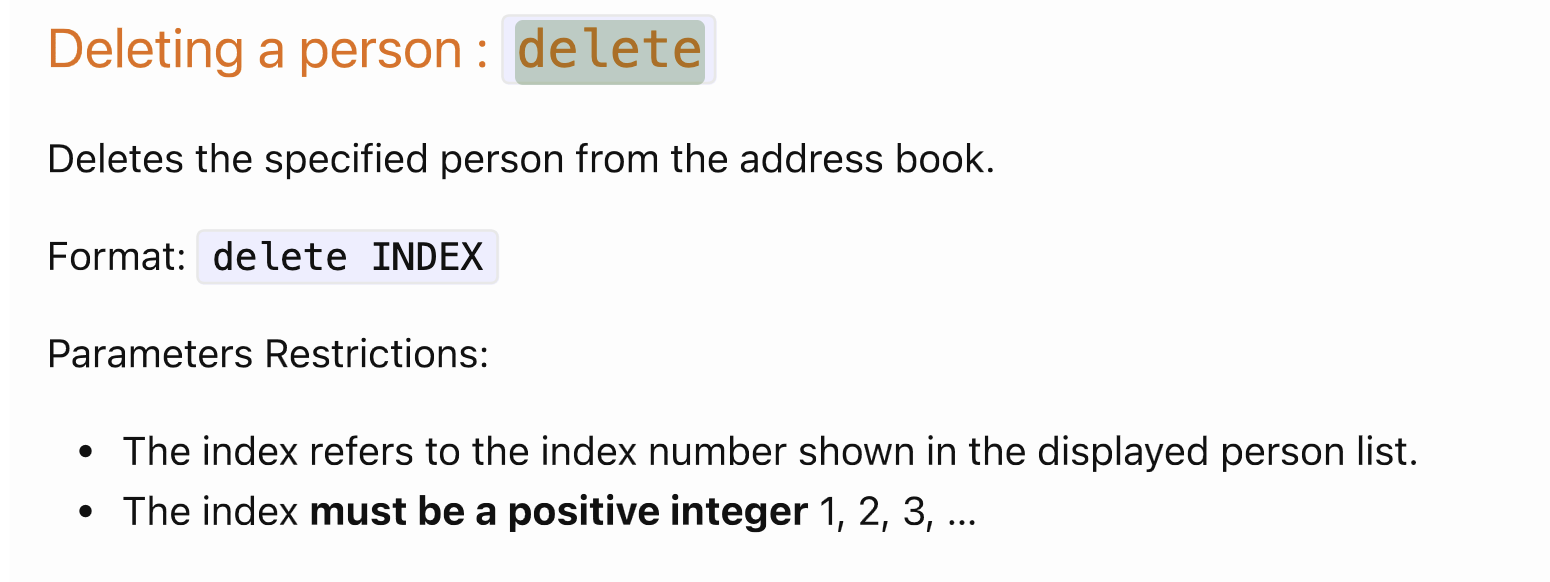 Deleting a person : delete
Deletes the specified person from the address book.
Format: delete INDEX
Parameters Restrictions:
• The index refers to the index number shown in the displayed person list.
• The index must be a positive integer 1, 2, 3, …